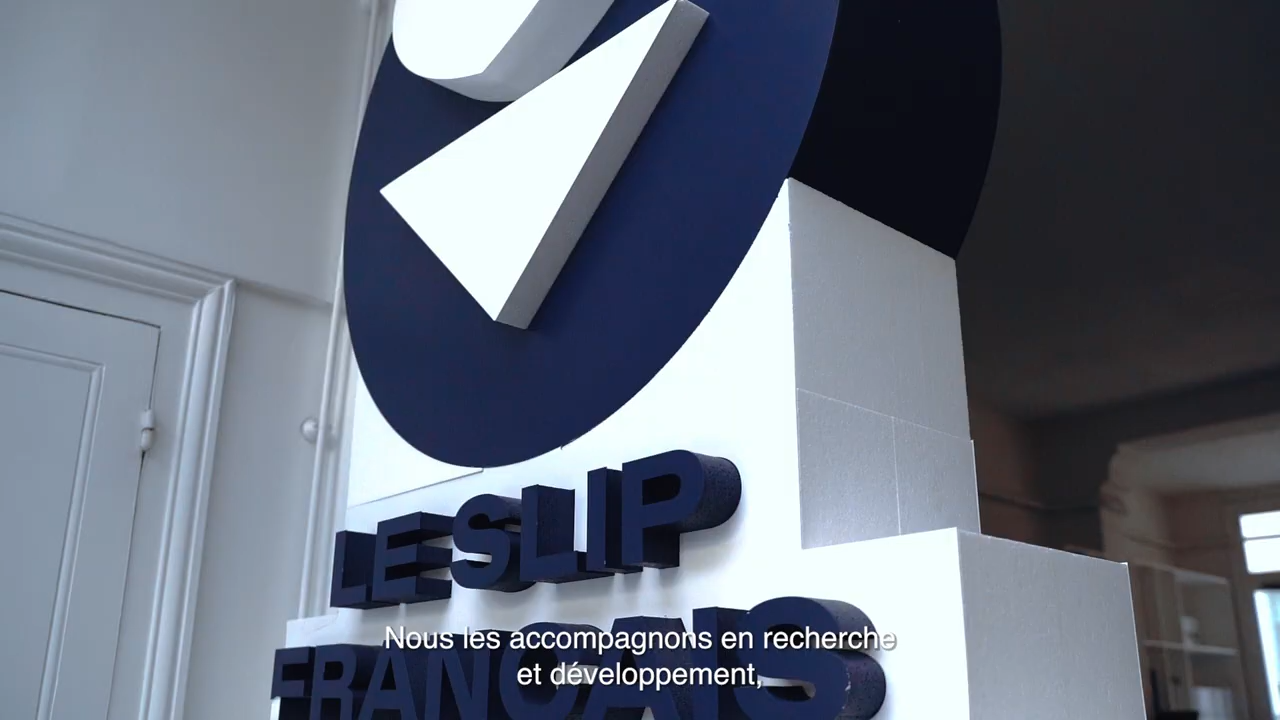 LE SLIP
FRANÇAIS
Nous les accompagnons en recherche
et développement,